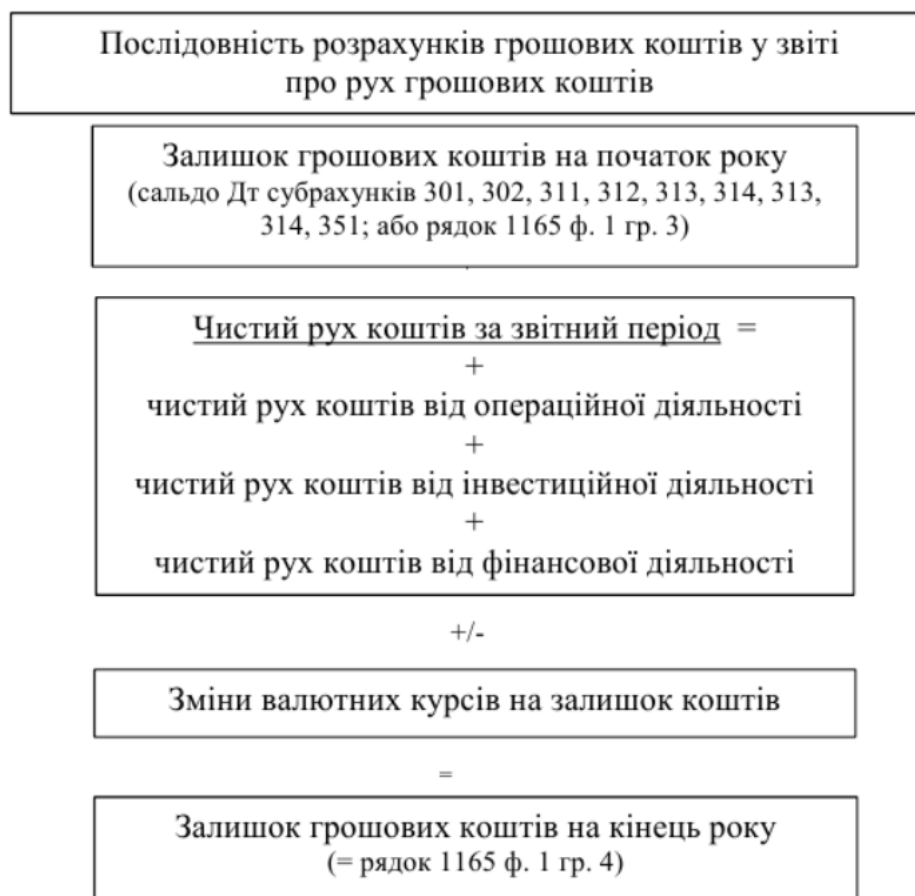 Послідовність розрахунків грошових коштів у звіті
про рух грошових коштів
Залишок грошових коштів на початок року
(сальдо Дт субрахунків 301, 302, 311, 312, 313, 314, 313,
314, 351; або рядок 1165 ф. 1 гр. 3)
Чистий рух коштів за звітний період =
+
чистий рух коштів від операційної діяльності
+
чистий рух коштів від інвестиційної діяльності
+
чистий рух коштів від фінансової діяльності
+/-
Зміни валютних курсів на залишок коштів
=
Залишок грошових коштів на кінець року
(= рядок 1165 ф. 1 гр. 4)